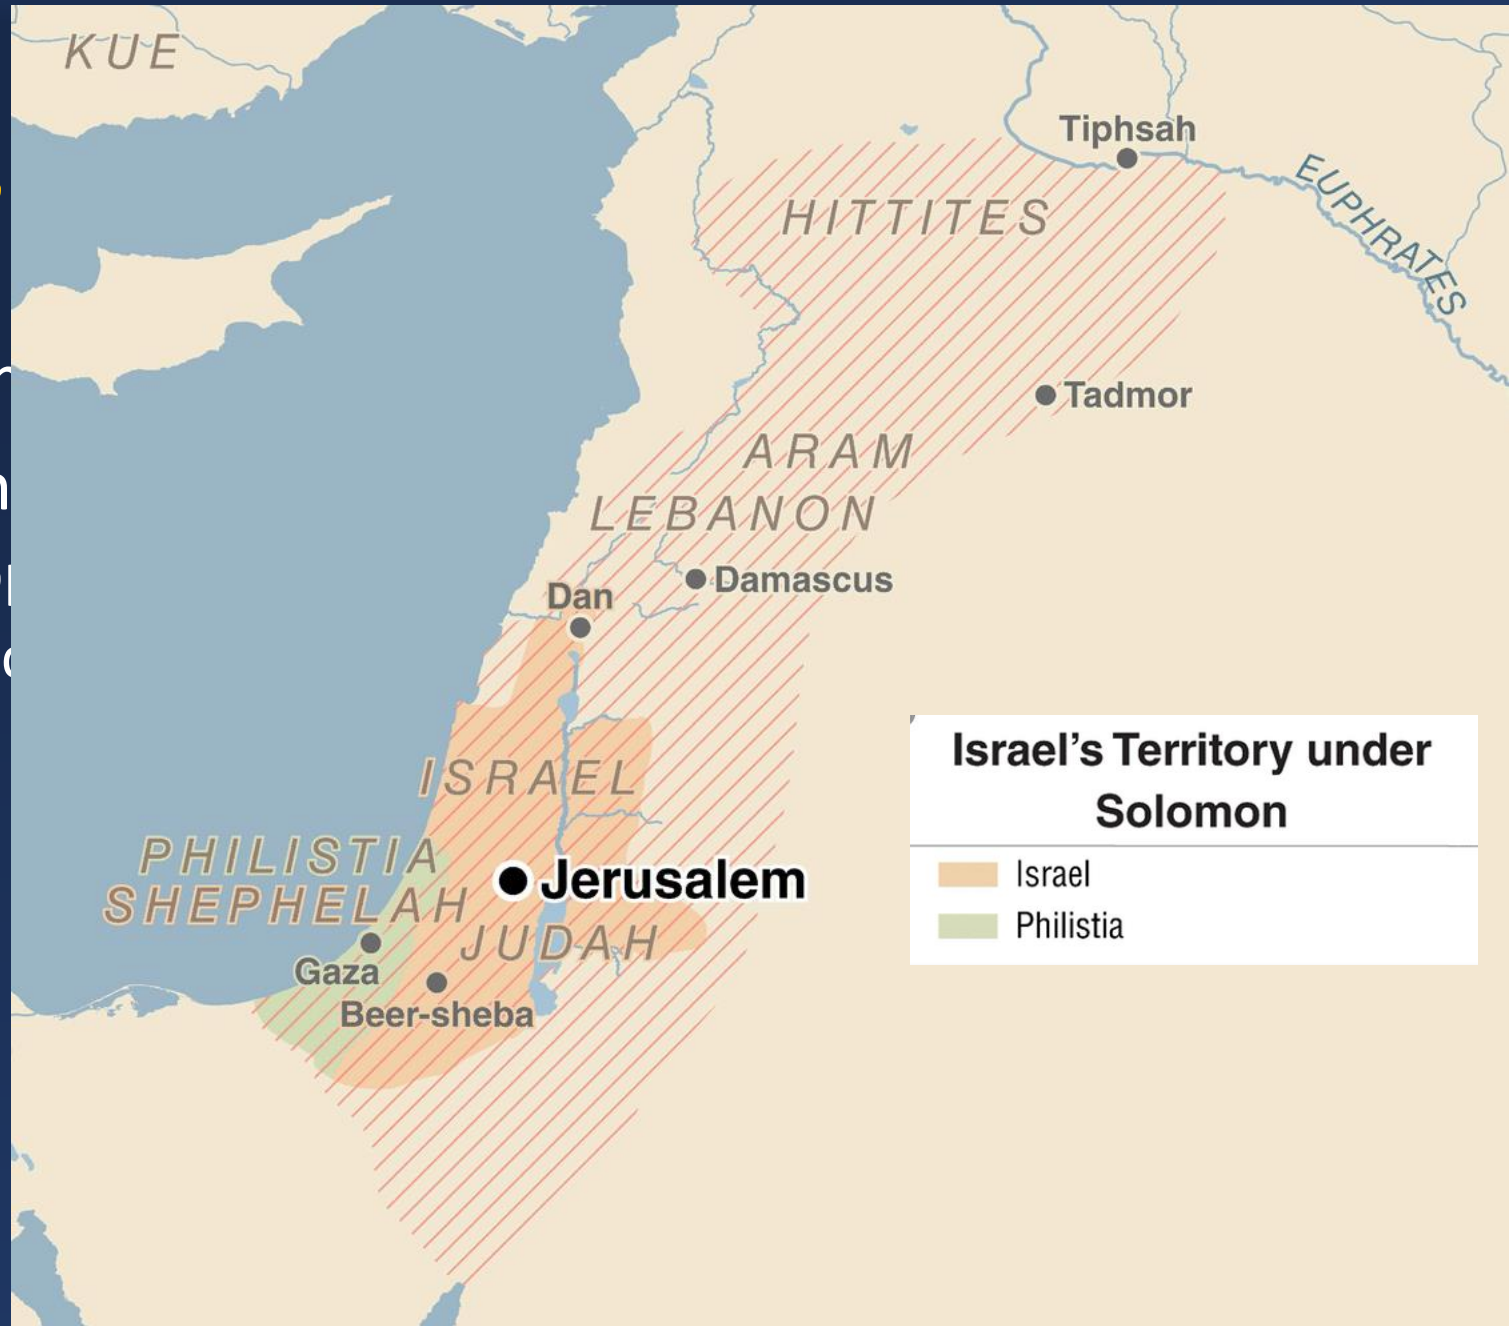 KUE
Tiphsah
HITTITES
EUPHRATES
Tadmor
ARAM
LEBANON
Damascus
Dan
ISRAEL
PHILISTIA
SHEPHELAH
Jerusalem
JUDAH
Gaza
Beer-sheba
Israel’s Territory under
Solomon
Israel
Philistia